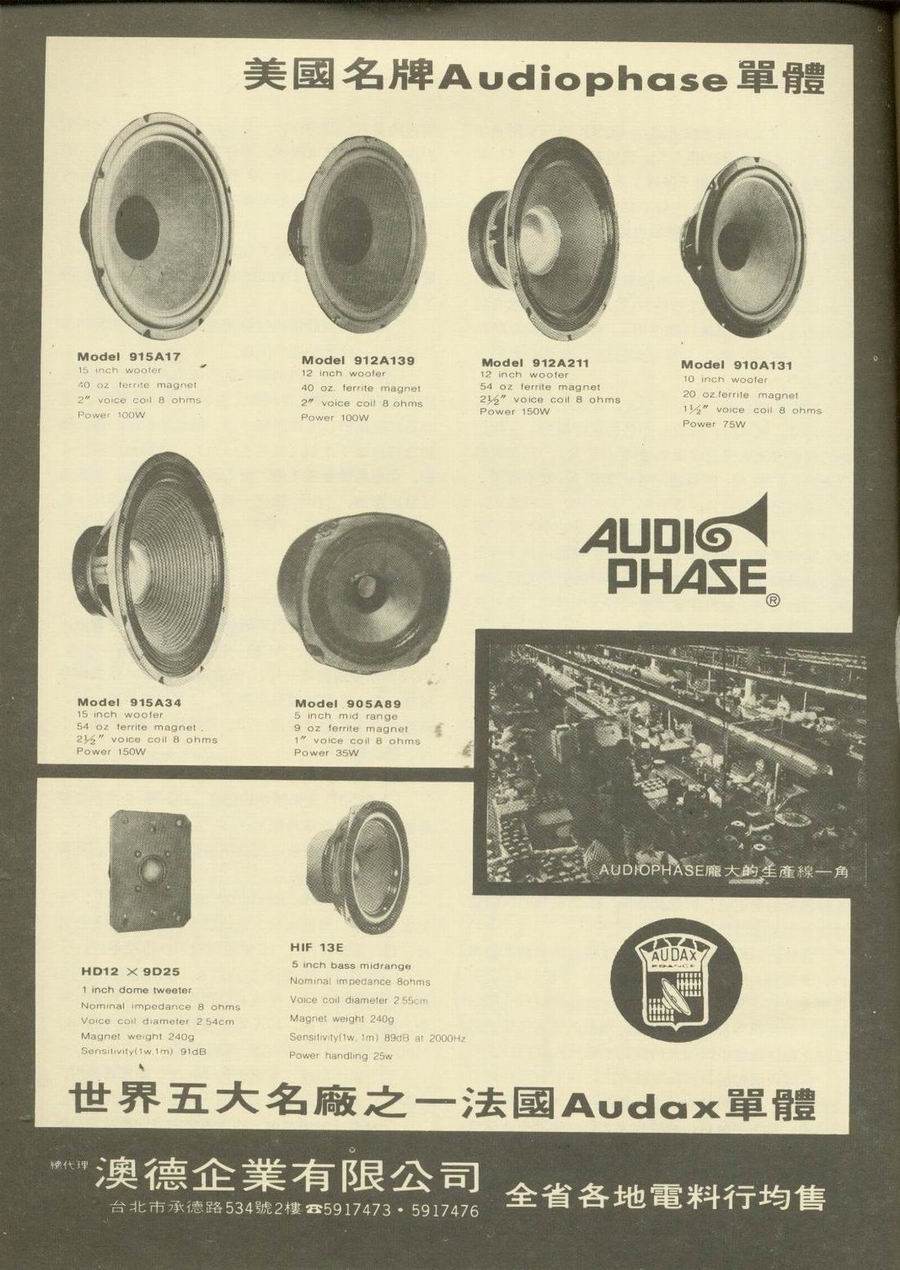 美國名牌Audiophase單體
Model 915A17
15 inch woofer
40 oz ferrite magnet
2″ voice coil 8 ohms
Power 100W
Model 912A139
12 inch woofer
40 oz. ferrite magnet
2″ voice coil 8 ohms
Power 100W
Model 912A211
12 inch woofer
54 oz ferrite magnet
2½″ voice coil 8 ohms
Power 150W
Model 910A131
10 inch woofer
20 oz.ferrite magnet
1½″ voice coil 8 ohms
Power 75W
Model 915A34
15 inch woofer
54 oz ferrite magnet.
2½″ voice coil 8 ohms
Power 150W
Model 905A89
5 inch mid range
9 oz ferrite magnet
1″ voice coil 8 ohms
Power 35W
AUDIO
PHASE®
AUDIOPHASE龐大的生產線一角
HD12 × 9D25
1 inch dome tweeter
Nominal impedance 8 ohms
Voice coil diameter 2.54cm
Magnet weight 240g
Sensitivity(1w,1m) 91dB
HIF 13E
5 inch bass midrange
Nominal impedance 8ohms
Voice coil diameter 2.55cm
Magnet weight 240g
Sensitivity(1w, 1m) 89dB at 2000Hz
Power handling 25w
AUDAX
FRANCE
世界五大名廠之一法國Audax單體
總代理 澳德企業有限公司
台北市承德路534號2樓☎5917473・5917476
全省各地電料行均售